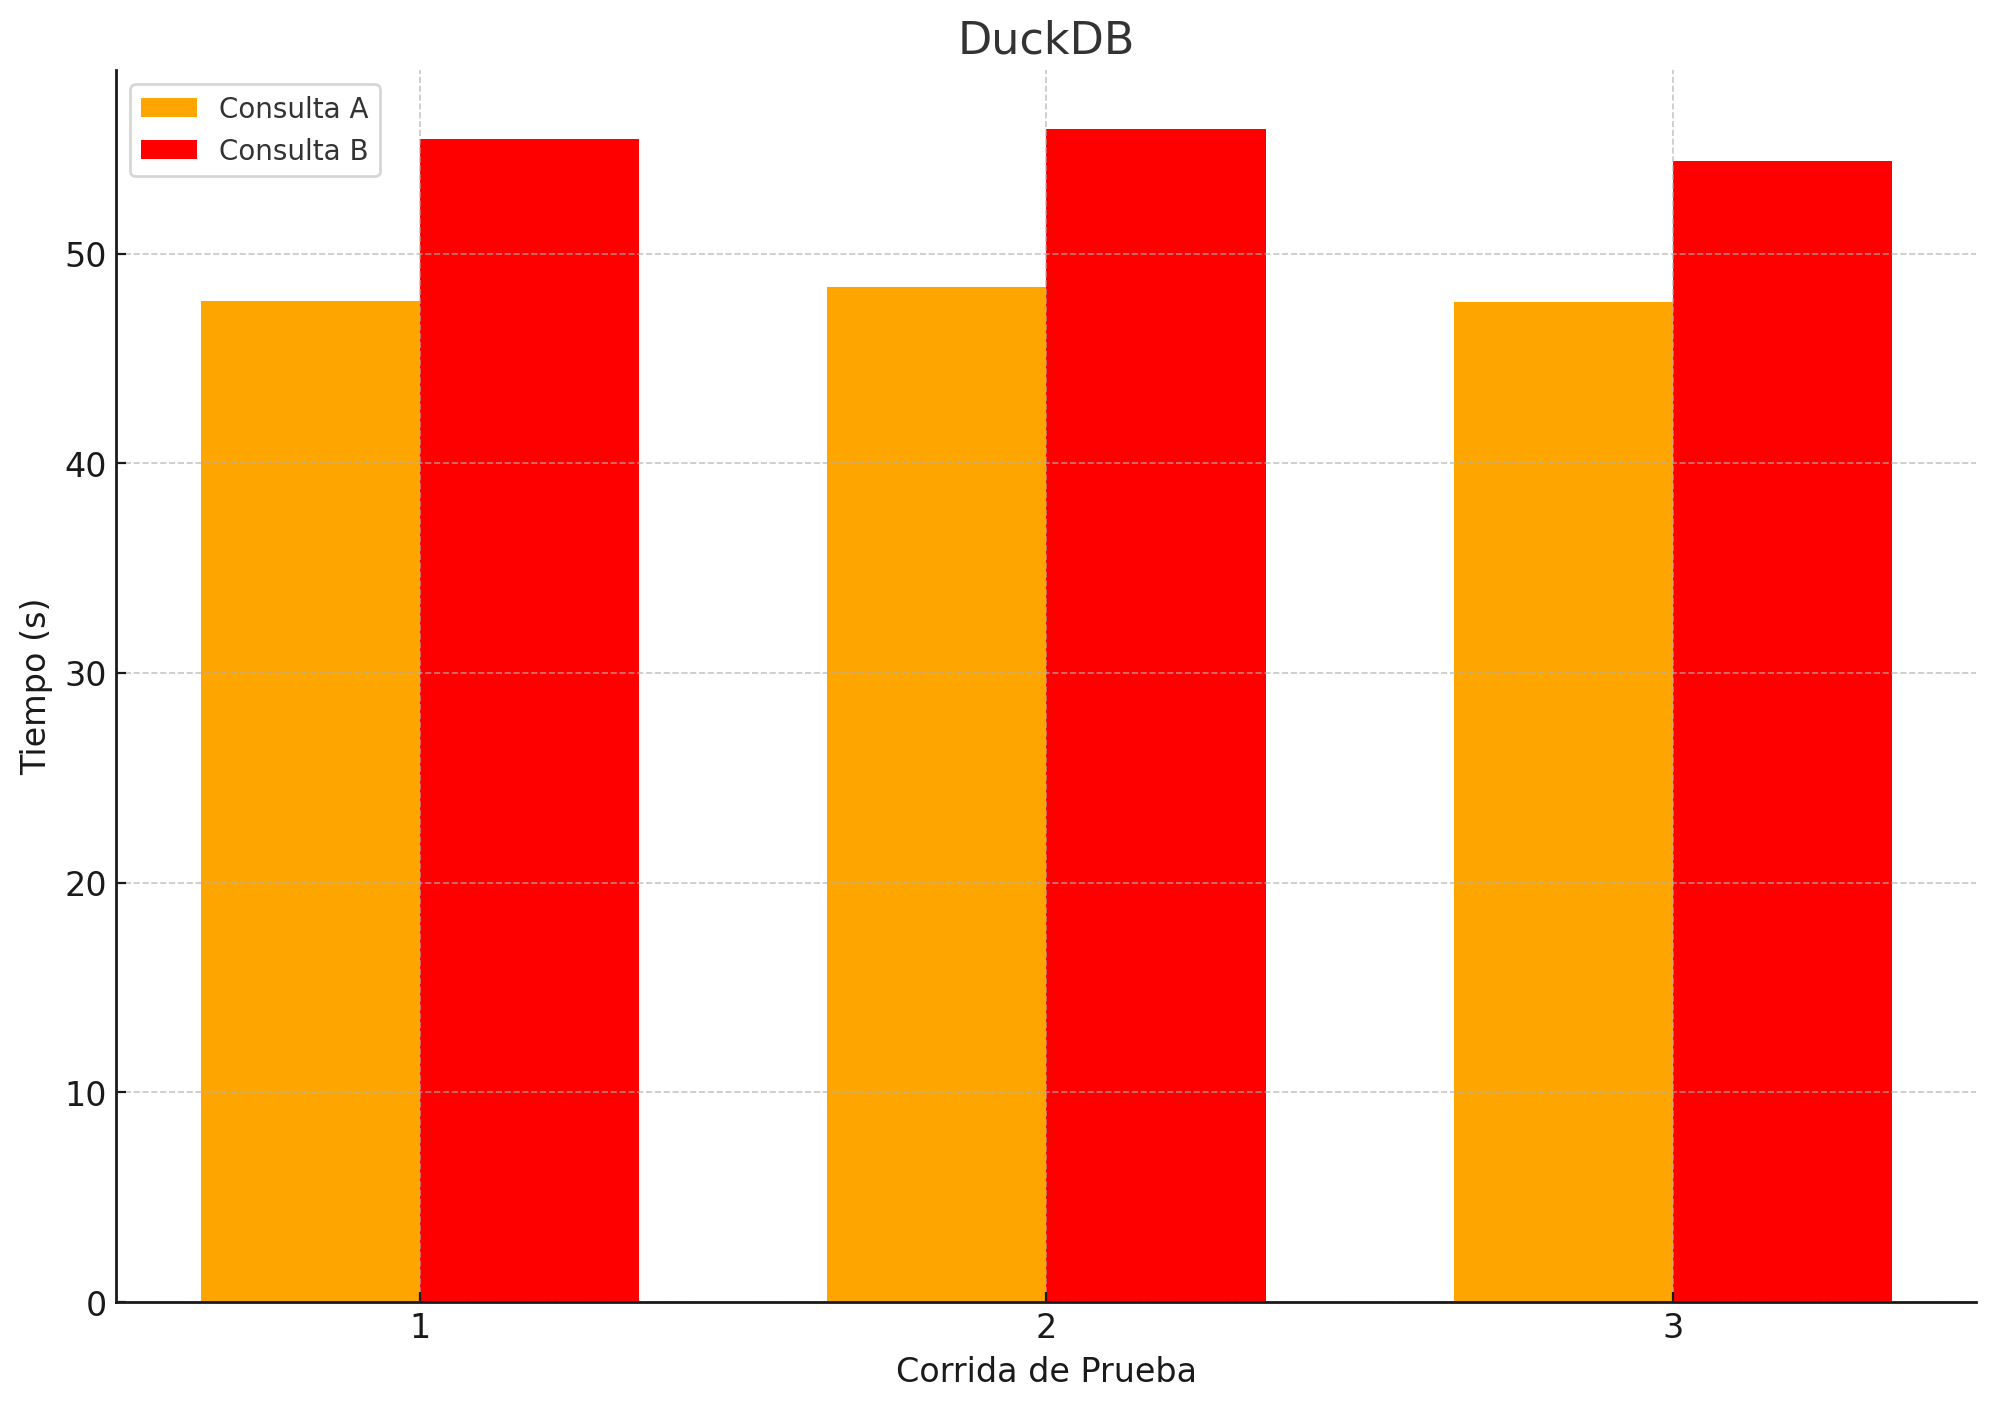 DuckDB
Consulta A
Consulta B
50
40
30
20
10
0
Tiempo (s)
1 2 3
Corrida de Prueba